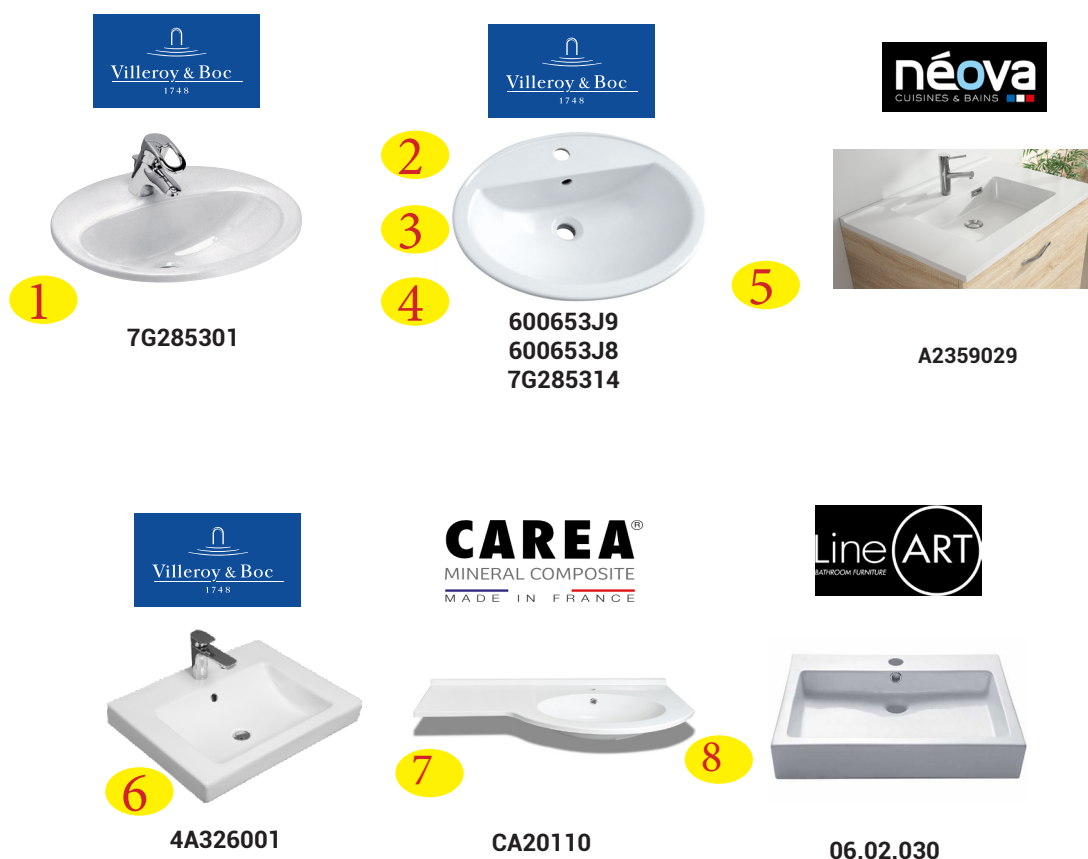 Villeroy & Boc
1748
1
7G285301
Villeroy & Boc
1748
2
3
4
600653J9
600653J8
7G285314
néova
CUISINES & BAINS
5
A2359029
Villeroy & Boc
1748
6
4A326001
CAREA®
MINERAL COMPOSITE
MADE IN FRANCE
7
CA20110
Line ART
BATHROOM FURNITURE
8
06.02.030